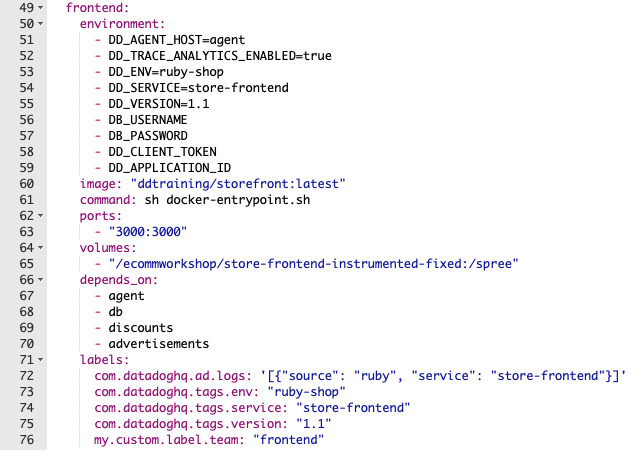 49 frontend:
50 environment:
51 - DD_AGENT_HOST=agent
52 - DD_TRACE_ANALYTICS_ENABLED=true
53 - DD_ENV=ruby-shop
54 - DD_SERVICE=store-frontend
55 - DD_VERSION=1.1
56 - DB_USERNAME
57 - DB_PASSWORD
58 - DD_CLIENT_TOKEN
59 - DD_APPLICATION_ID
60 image: "ddtraining/storefront:latest"
61 command: sh docker-entrypoint.sh
62 ports:
63 - "3000:3000"
64 volumes:
65 - "/ecommworkshop/store-frontend-instrumented-fixed:/spree"
66 depends_on:
67 - agent
68 - db
69 - discounts
70 - advertisements
71 labels:
72 com.datadoghq.ad.logs: '[{"source": "ruby", "service": "store-frontend"}]'
73 com.datadoghq.tags.env: "ruby-shop"
74 com.datadoghq.tags.service: "store-frontend"
75 com.datadoghq.tags.version: "1.1"
76 my.custom.label.team: "frontend"